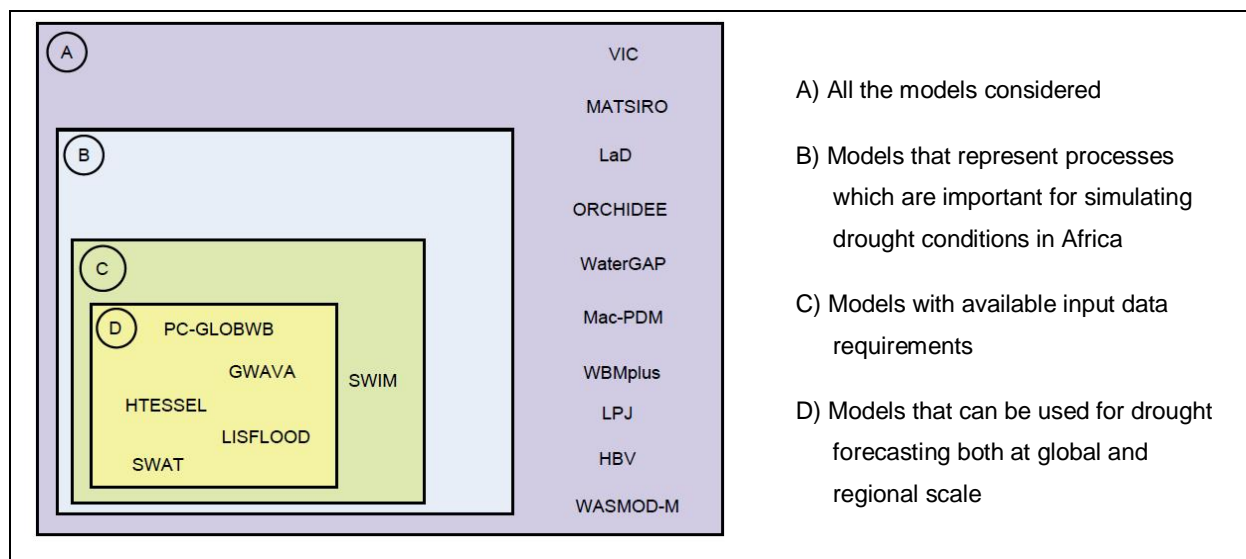 A
VIC
MATSIRO
B
LaD
ORCHIDEE
C
WaterGAP
D
PC-GLOBWB
Mac-PDM
GWAVA
SWIM
WBMplus
HTESSEL
LPJ
LISFLOOD
SWAT
HBV
WASMOD-M
A) All the models considered
B) Models that represent processes
which are important for simulating
drought conditions in Africa
C) Models with available input data
requirements
D) Models that can be used for drought
forecasting both at global and
regional scale